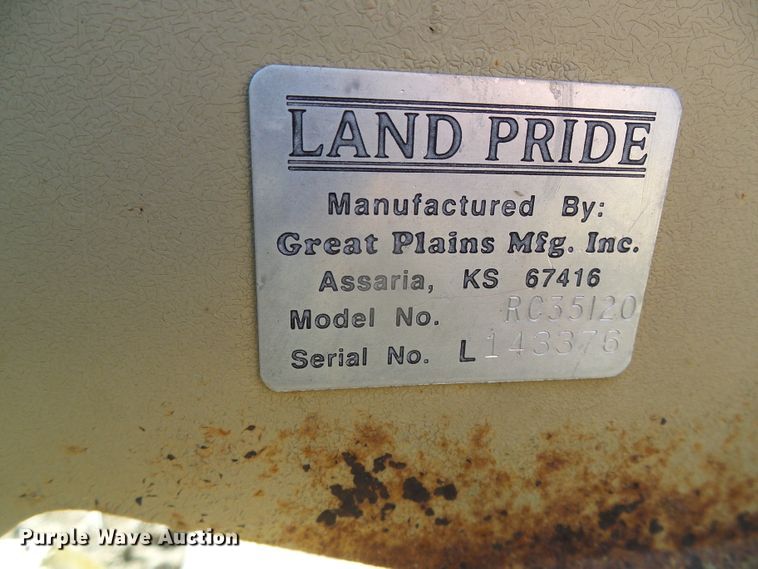 LAND PRIDE
Manufactured By:
Great Plains Mfg. Inc.
Assaria, KS 67416
Model No. RC35120
Serial No. L 143376
Purple Wave Auction